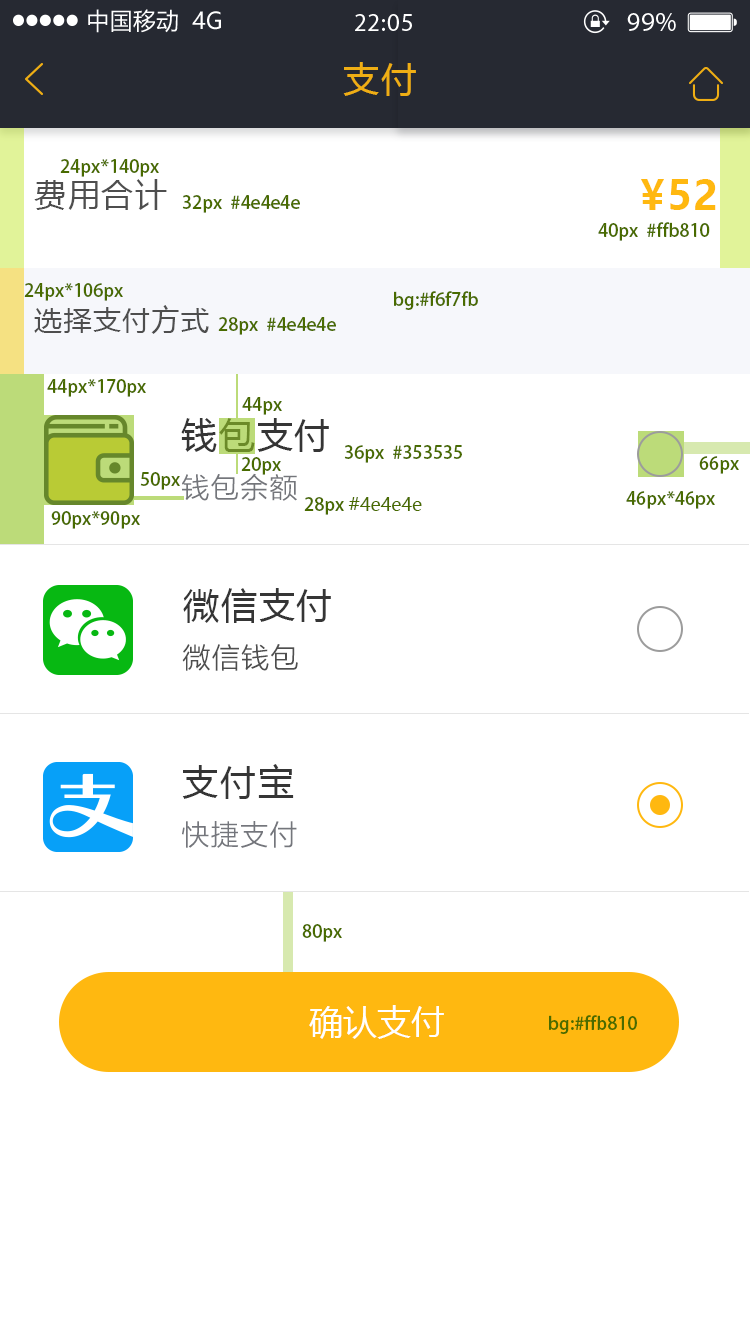 中国移动 4G 22:05 99%
支付
24px*140px
费用合计 32px #4e4e4e ¥52
40px #ffb810
24px*106px
选择支付方式 28px #4e4e4e bg:#f6f7fb
44px*170px
44px
钱包支付 36px #353535
20px 66px
50px 钱包余额 28px #4e4e4e 46px*46px
90px*90px
微信支付
微信钱包
支 支付宝
快捷支付
80px
确认支付 bg:#ffb810